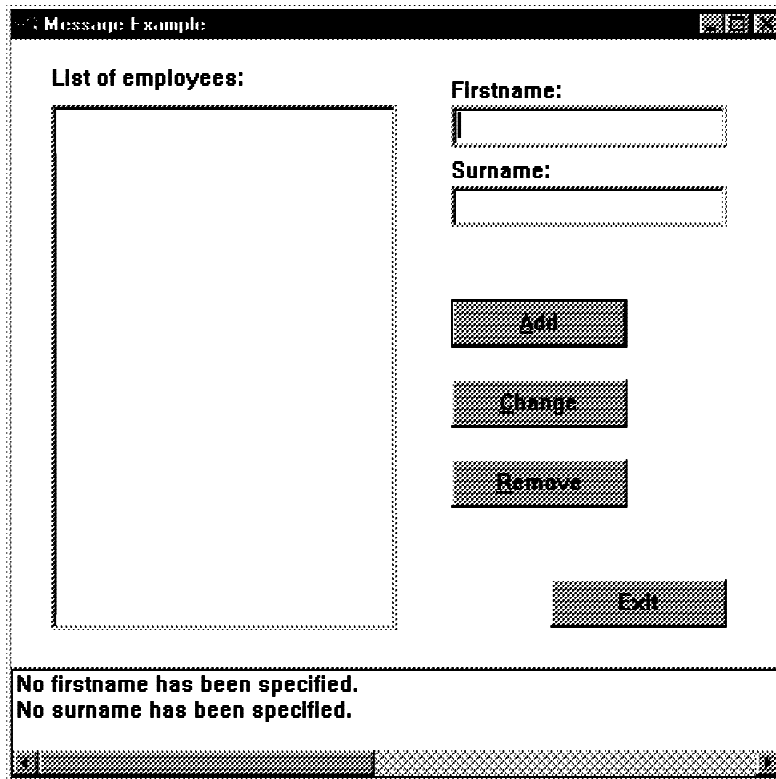 Message Example
List of employees:
Firstname:
Surname:
Add
Change
Remove
Exit
No firstname has been specified.
No surname has been specified.